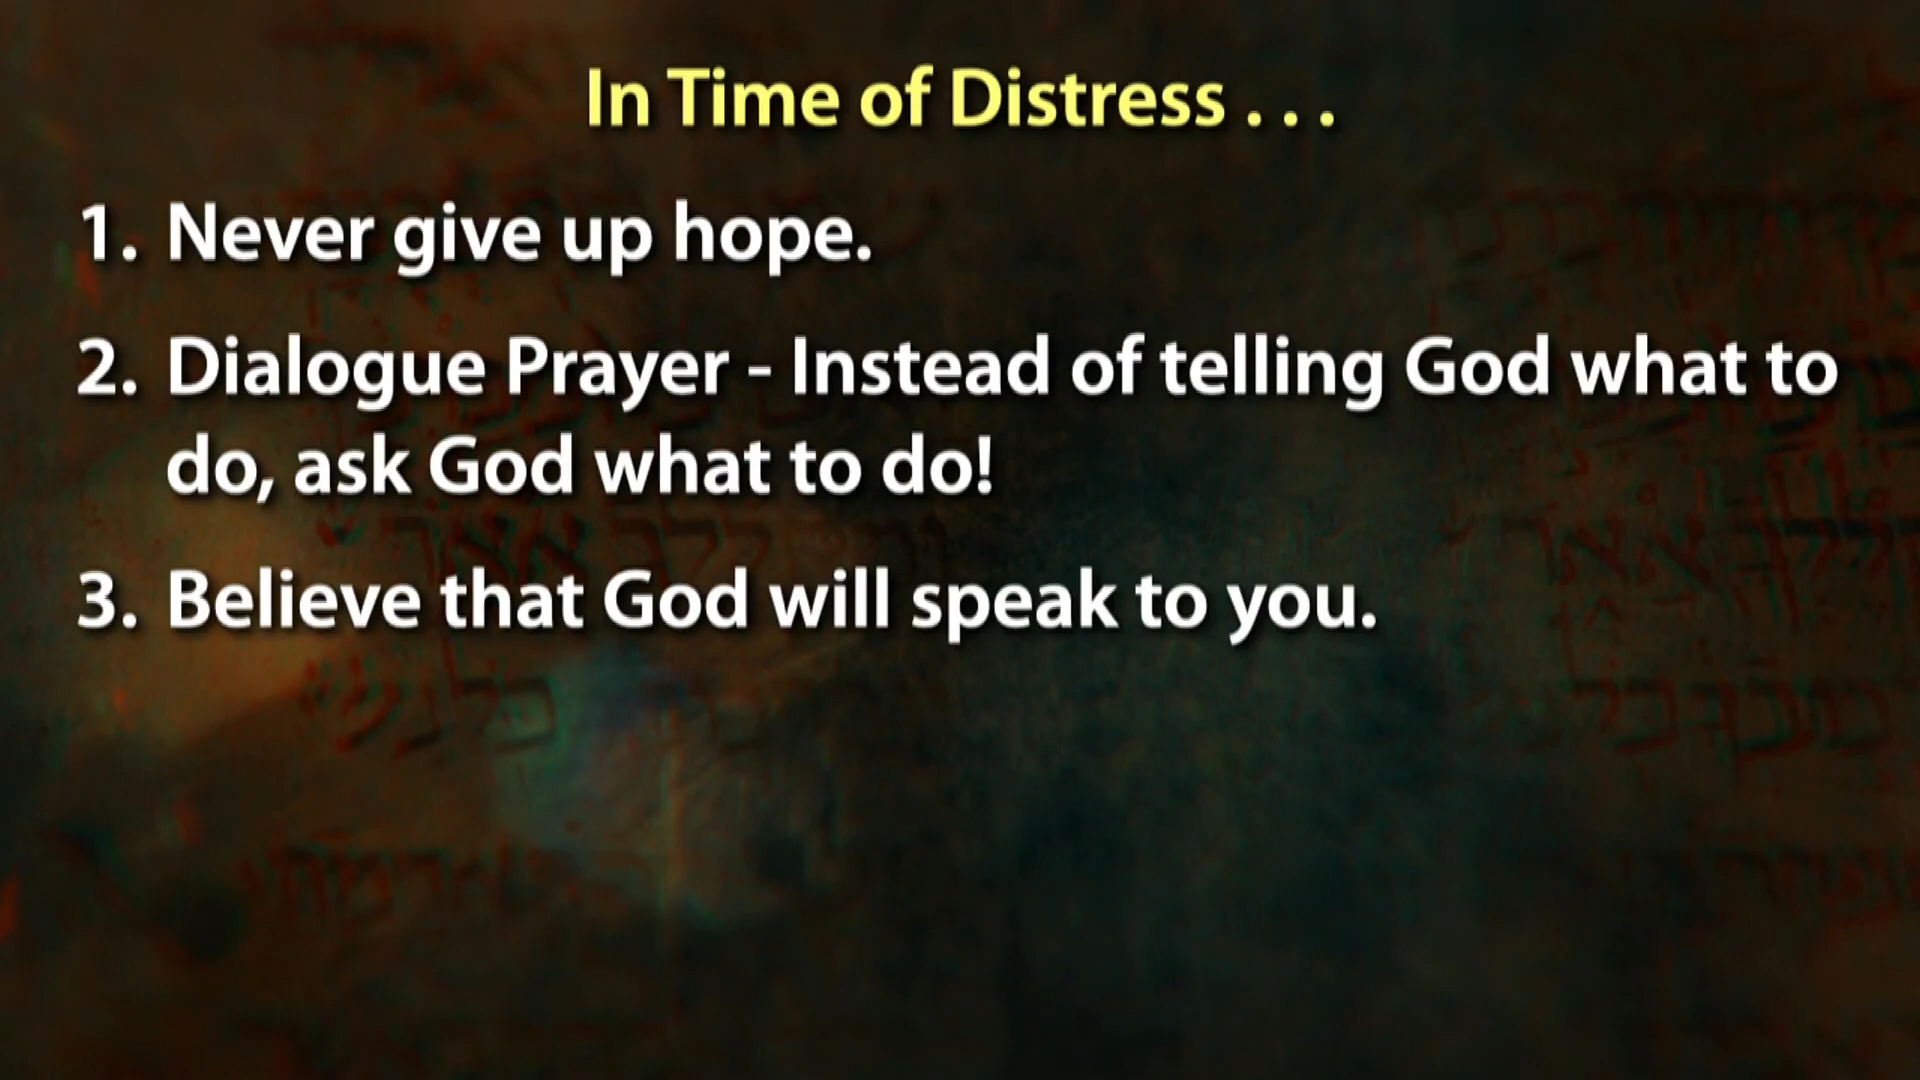 In Time of Distress . . .
1. Never give up hope.
2. Dialogue Prayer - Instead of telling God what to
do, ask God what to do!
3. Believe that God will speak to you.